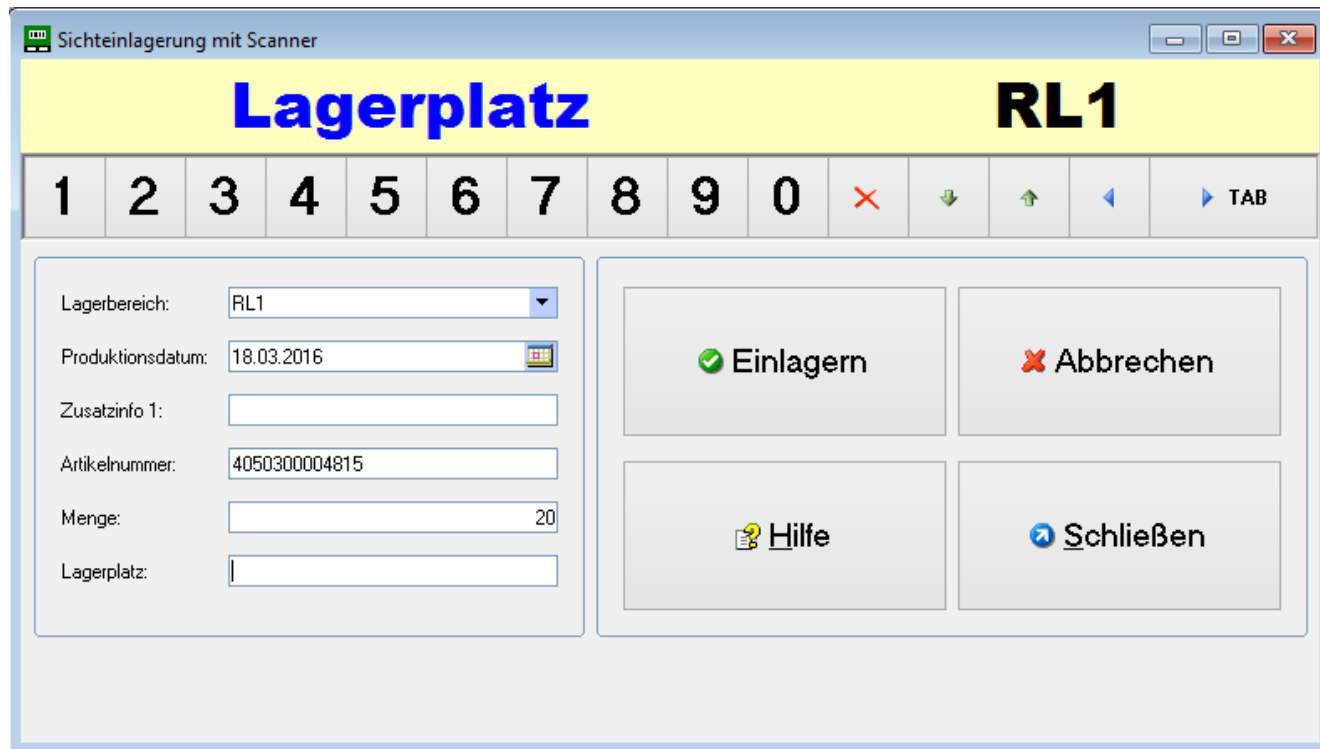 Sichteinlagerung mit Scanner
Lagerplatz RL1
1 2 3 4 5 6 7 8 9 0 TAB
Lagerbereich: RL1
Produktionsdatum: 18.03.2016
Zusatzinfo 1:
Artikelnummer: 4050300004815
Menge: 20
Lagerplatz:
Einlagern Abbrechen
Hilfe Schließen